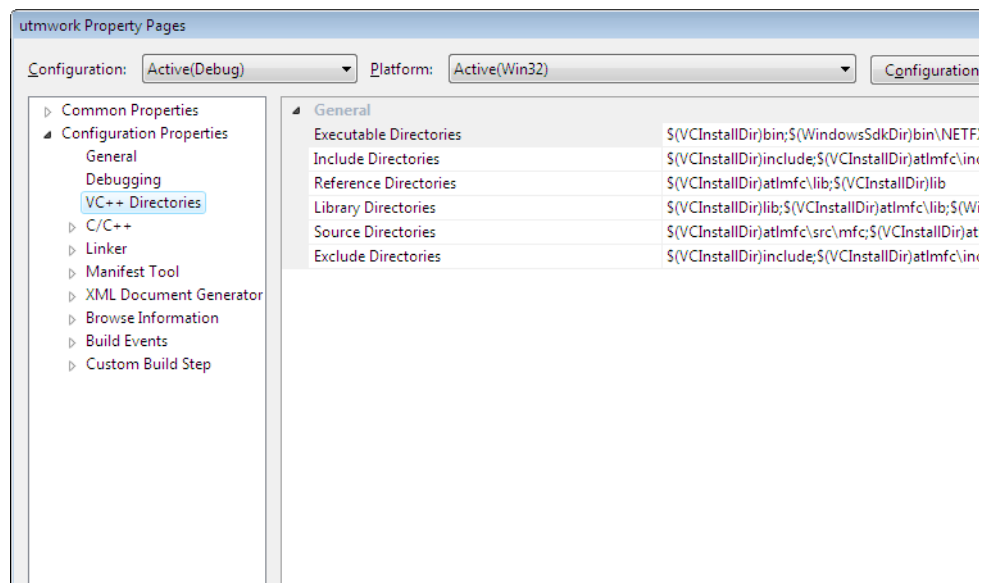 utmwork Property Pages
Configuration: Active(Debug) Platform: Active(Win32) Configuration
Common Properties
Configuration Properties
General
Debugging
VC++ Directories
C/C++
Linker
Manifest Tool
XML Document Generator
Browse Information
Build Events
Custom Build Step
General
Executable Directories $(VCInstallDir)bin;$(WindowsSdkDir)bin\NETFX
Include Directories $(VCInstallDir)include;$(VCInstallDir)atlmfc\inc
Reference Directories $(VCInstallDir)atlmfc\lib;$(VCInstallDir)lib
Library Directories $(VCInstallDir)lib;$(VCInstallDir)atlmfc\lib;$(Wi
Source Directories $(VCInstallDir)atlmfc\src\mfc;$(VCInstallDir)at
Exclude Directories $(VCInstallDir)include;$(VCInstallDir)atlmfc\inc